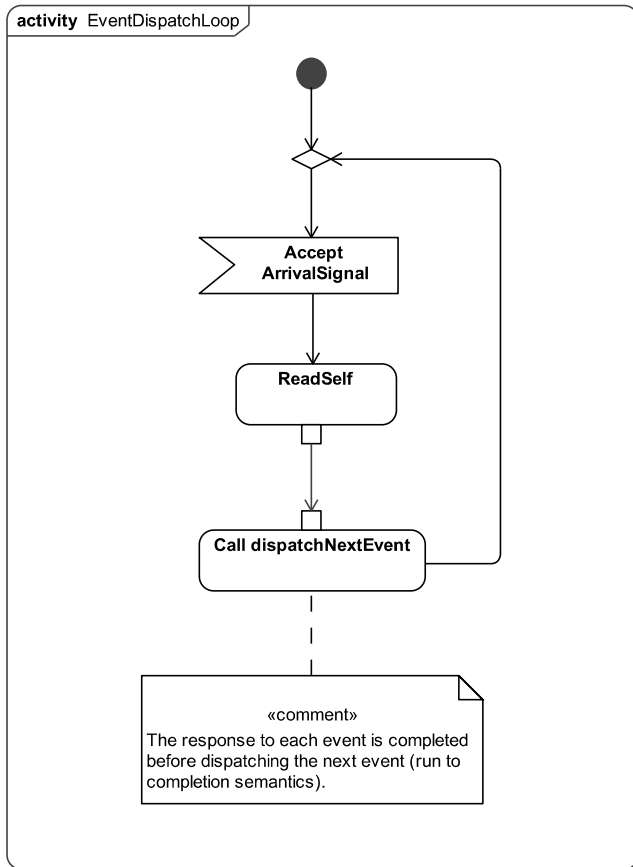 activity EventDispatchLoop
Accept
ArrivalSignal
ReadSelf
Call dispatchNextEvent
«comment»
The response to each event is completed
before dispatching the next event (run to
completion semantics).